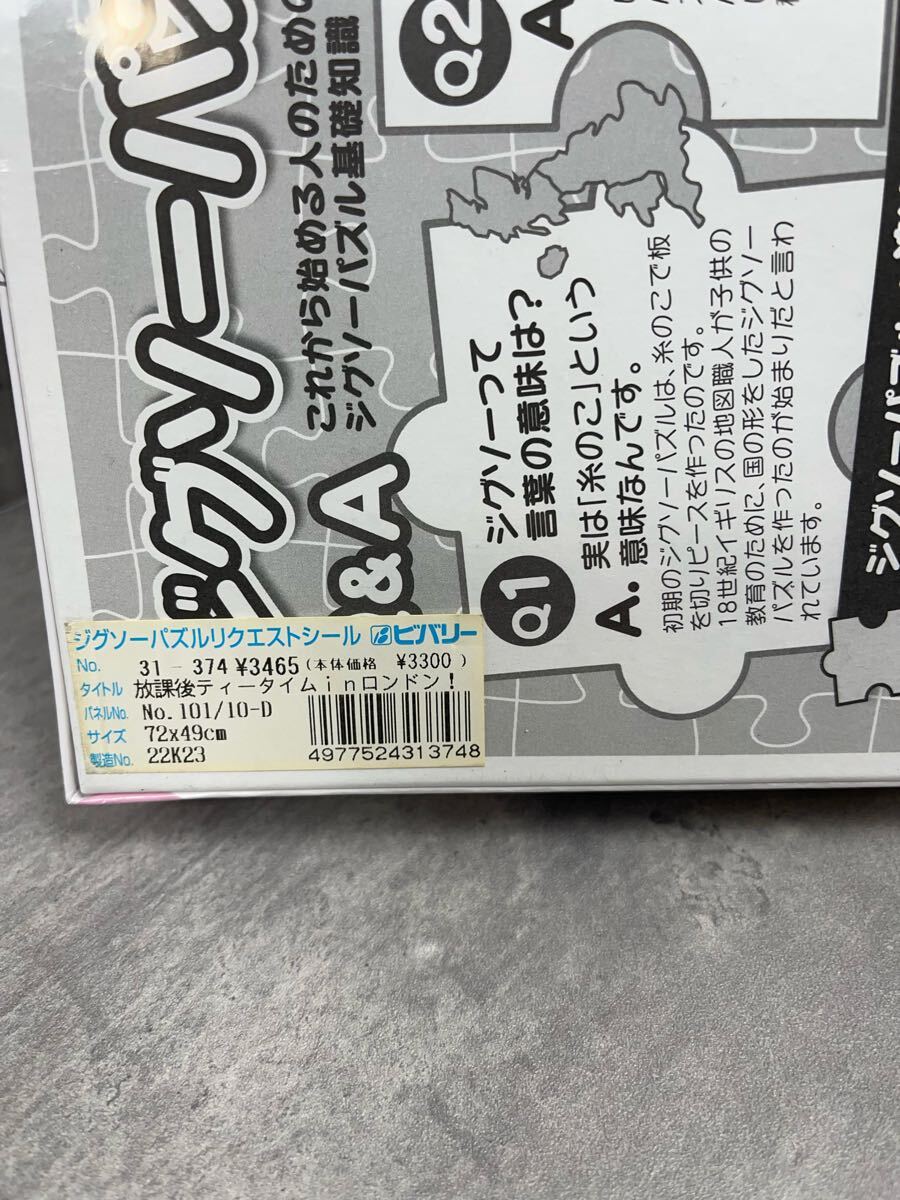 ジグソーパ
Q&A
これから始める人のための
ジグソーパズル基礎知識
Q2
A.
Q1
ジグソーって
言葉の意味は？
A.
実は「糸のこ」という
意味なんです。
初期のジグソーパズルは、糸のこで板
を切りピースを作ったのです。
18世紀イギリスの地図職人が子供の
教育のために、国の形をしたジグソー
パズルを作ったのが始まりだと言わ
れています。
ジグソーパズル
ジグソーパズルリクエストシール ビバリー
No. 31-374 ¥3465(本体価格 ¥3300)
タイトル 放課後ティータイムinロンドン!
パネルNo. No.101/10-D
サイズ 72x49cm
製造No. 22K23
4977524313748